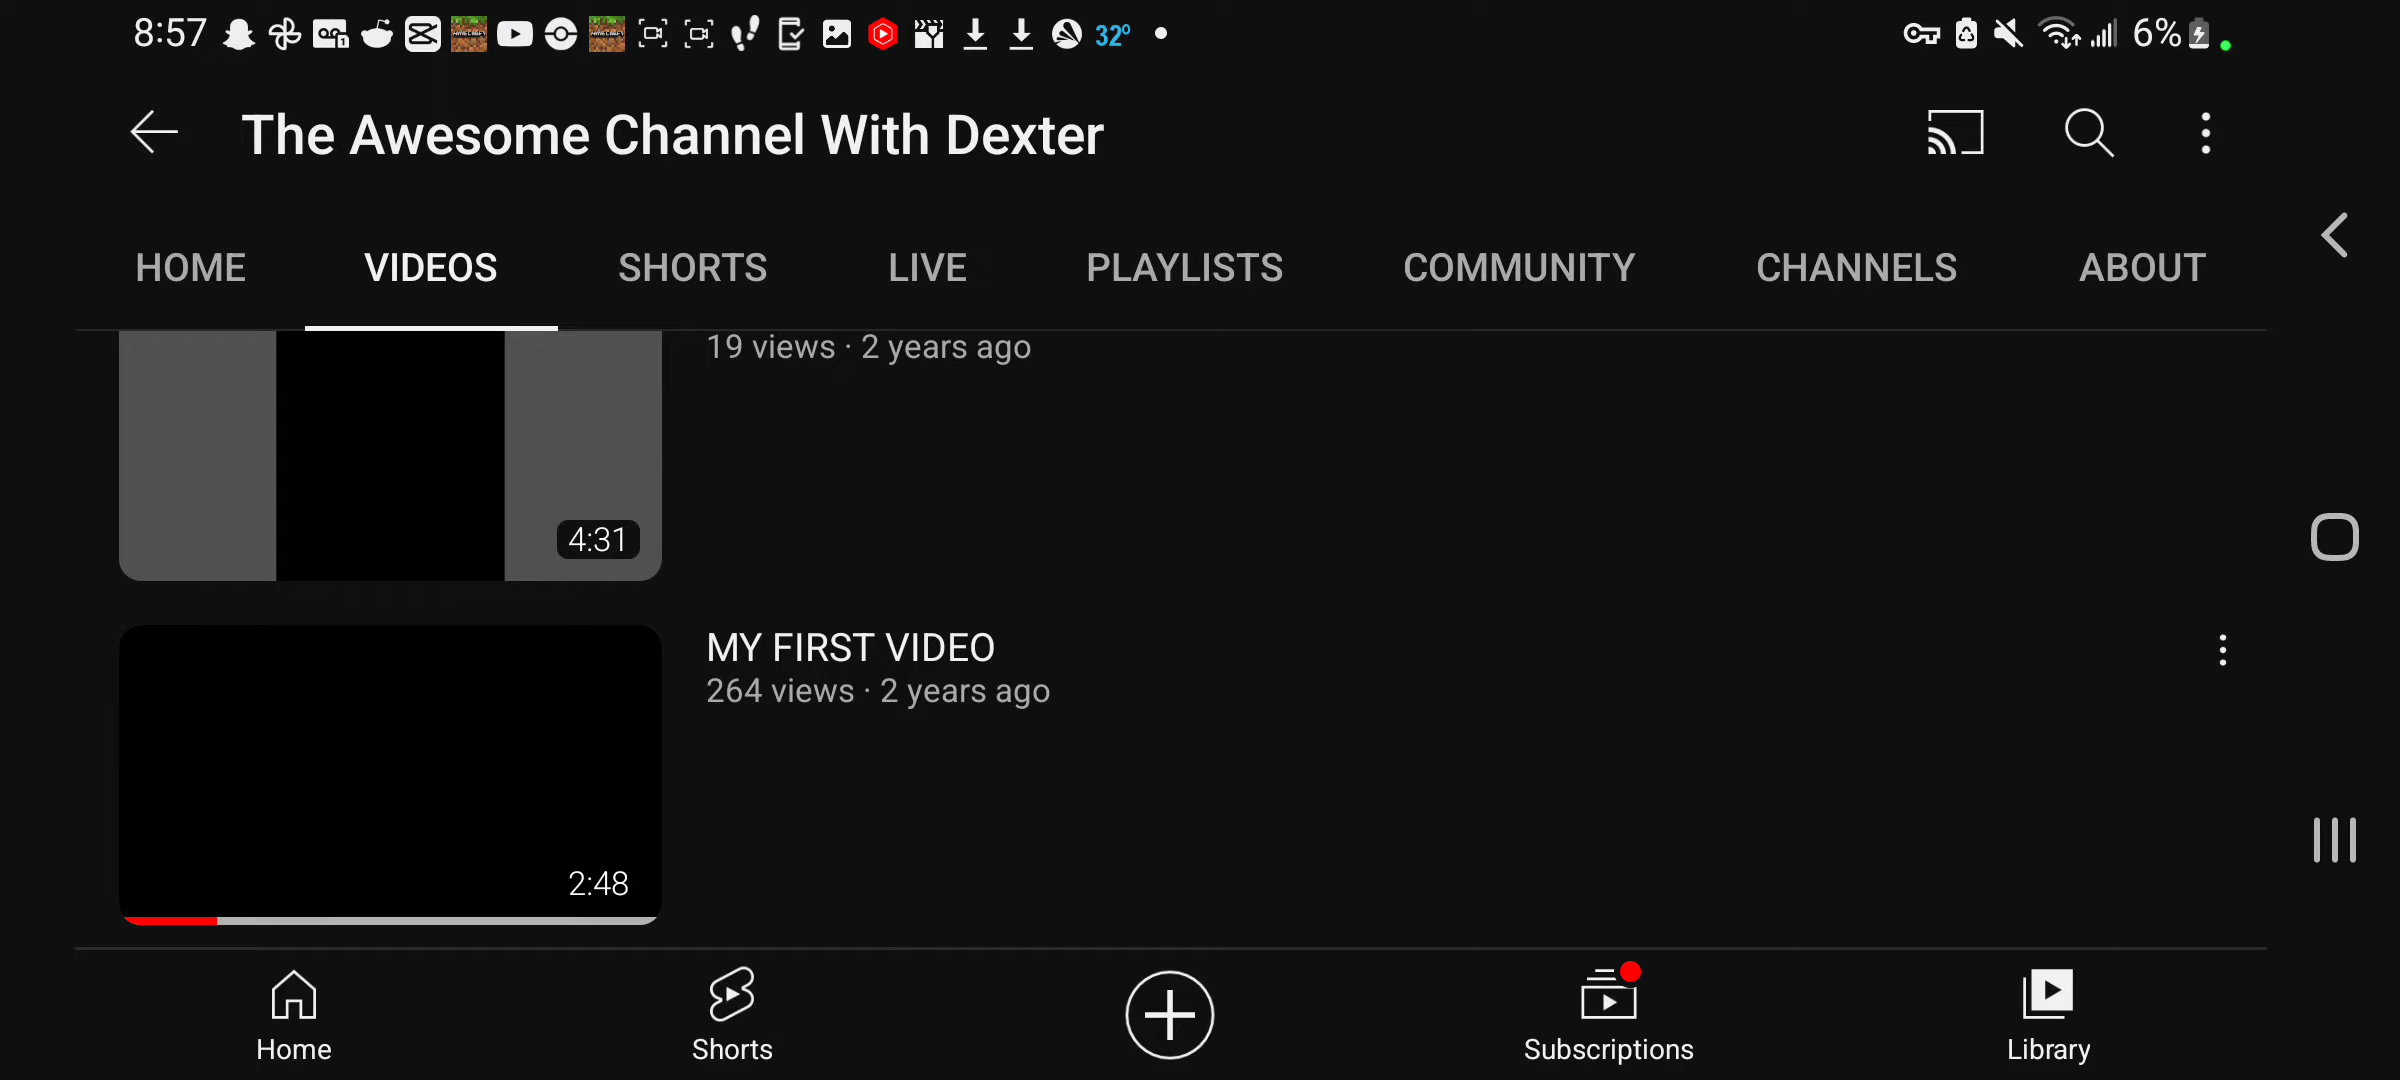 8:57 32° 6%
The Awesome Channel With Dexter
HOME VIDEOS SHORTS LIVE PLAYLISTS COMMUNITY CHANNELS ABOUT
19 views · 2 years ago
4:31
MY FIRST VIDEO
264 views · 2 years ago
2:48
Home Shorts Subscriptions Library